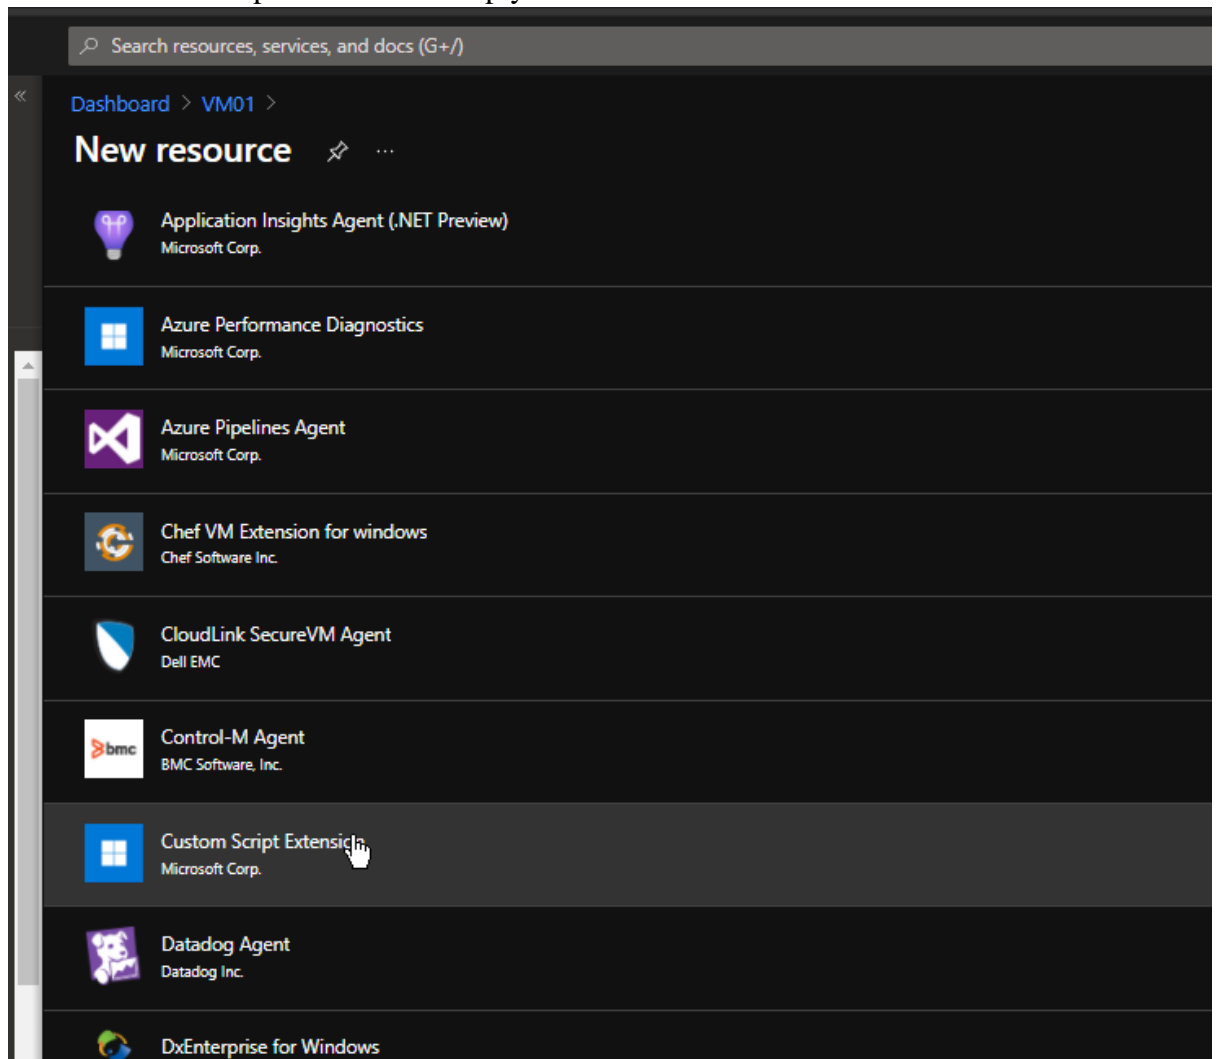 Search resources, services, and docs (G+/)
Dashboard > VM01 >
New resource
Application Insights Agent (.NET Preview)
Microsoft Corp.
Azure Performance Diagnostics
Microsoft Corp.
Azure Pipelines Agent
Microsoft Corp.
Chef VM Extension for windows
Chef Software Inc.
CloudLink SecureVM Agent
Dell EMC
bmc
Control-M Agent
BMC Software, Inc.
Custom Script Extension
Microsoft Corp.
Datadog Agent
Datadog Inc.
DxEnterprise for Windows